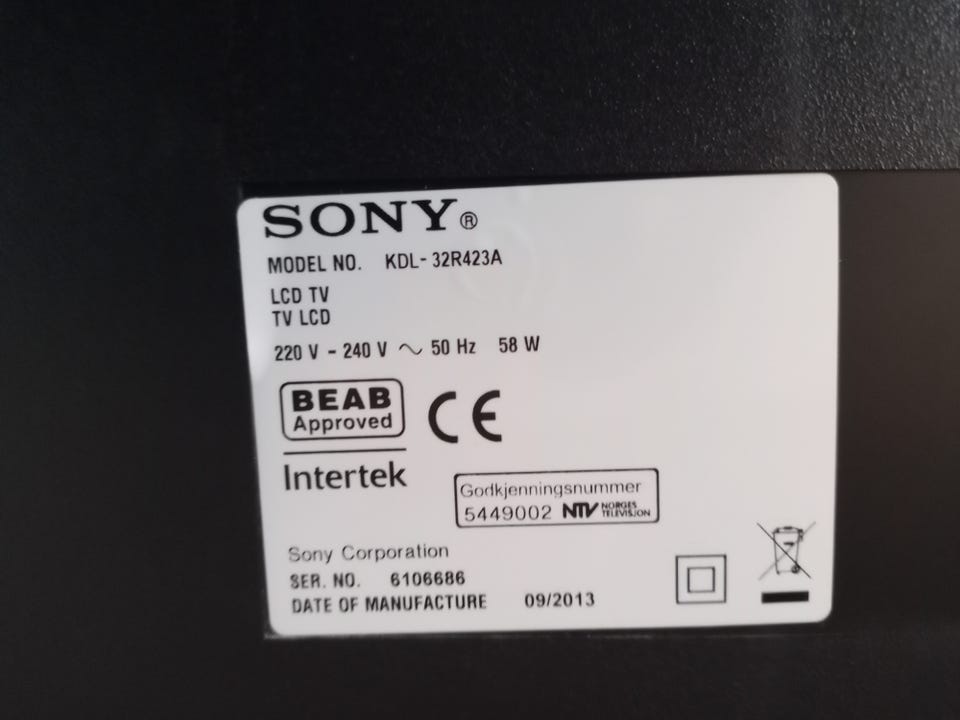 SONY®
MODEL NO. KDL-32R423A
LCD TV
TV LCD
220 V - 240 V ~ 50 Hz 58 W
BEAB
Approved
CE
Intertek
Godkjenningsnummer
5449002 NTV NORGES TELEVISJON
Sony Corporation
SER. NO. 6106686
DATE OF MANUFACTURE 09/2013